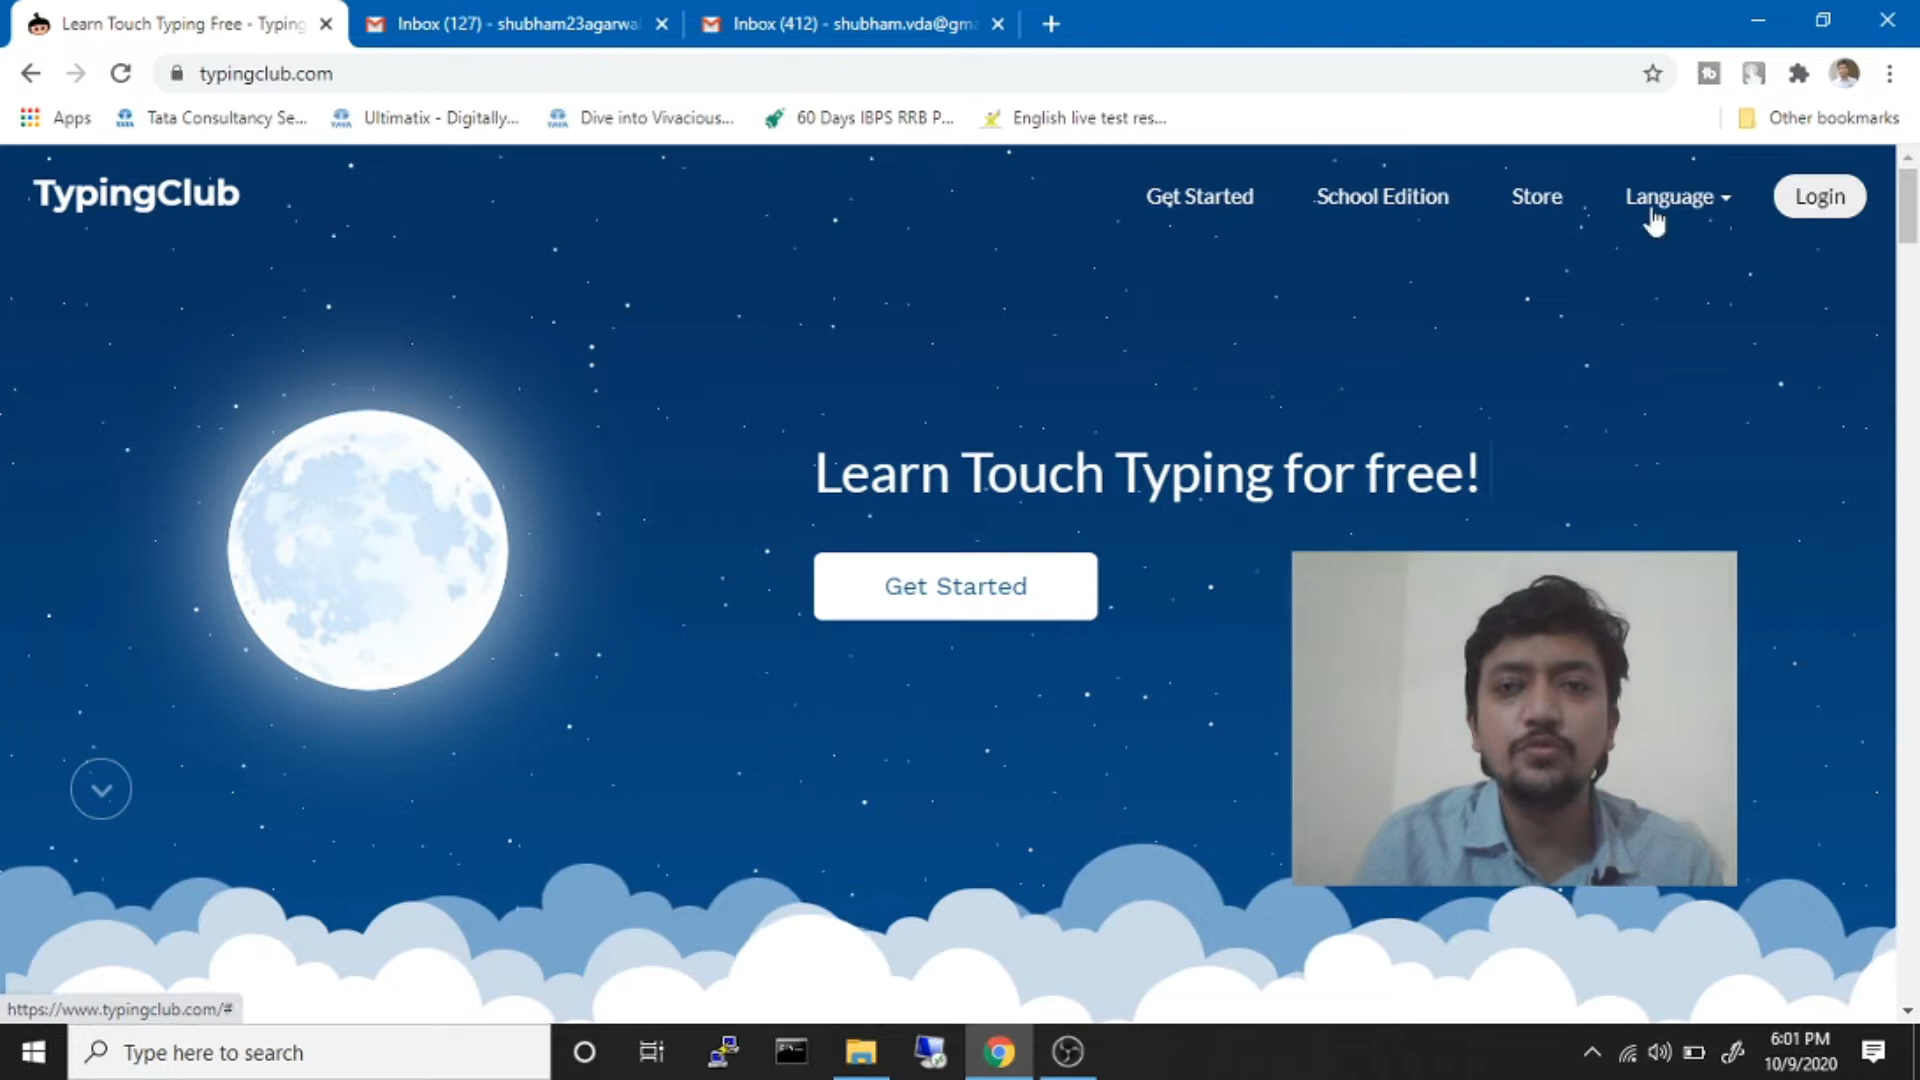 Learn Touch Typing Free - Typing
Inbox (127) - shubham23agarwa
Inbox (412) - shubham.vda@gm
typingclub.com
Apps
Tata Consultancy Se...
Ultimatix - Digitally...
Dive into Vivacious...
60 Days IBPS RRB P...
English live test res...
Other bookmarks
TypingClub
Get Started
School Edition
Store
Language
Login
Learn Touch Typing for free!
Get Started
https://www.typingclub.com/#
Type here to search
6:01 PM
10/9/2020